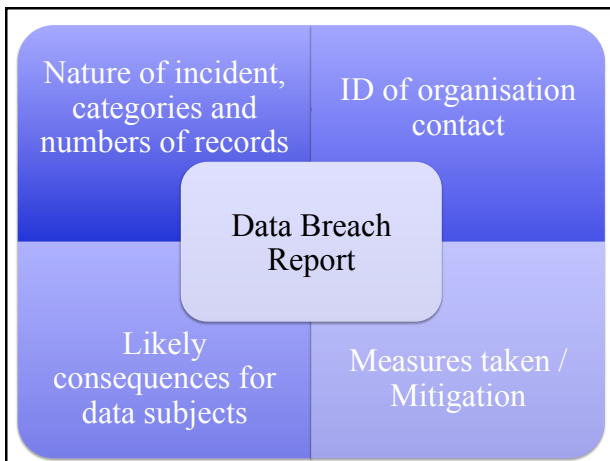 Nature of incident,
categories and
numbers of records
ID of organisation
contact
Data Breach
Report
Likely
consequences for
data subjects
Measures taken /
Mitigation